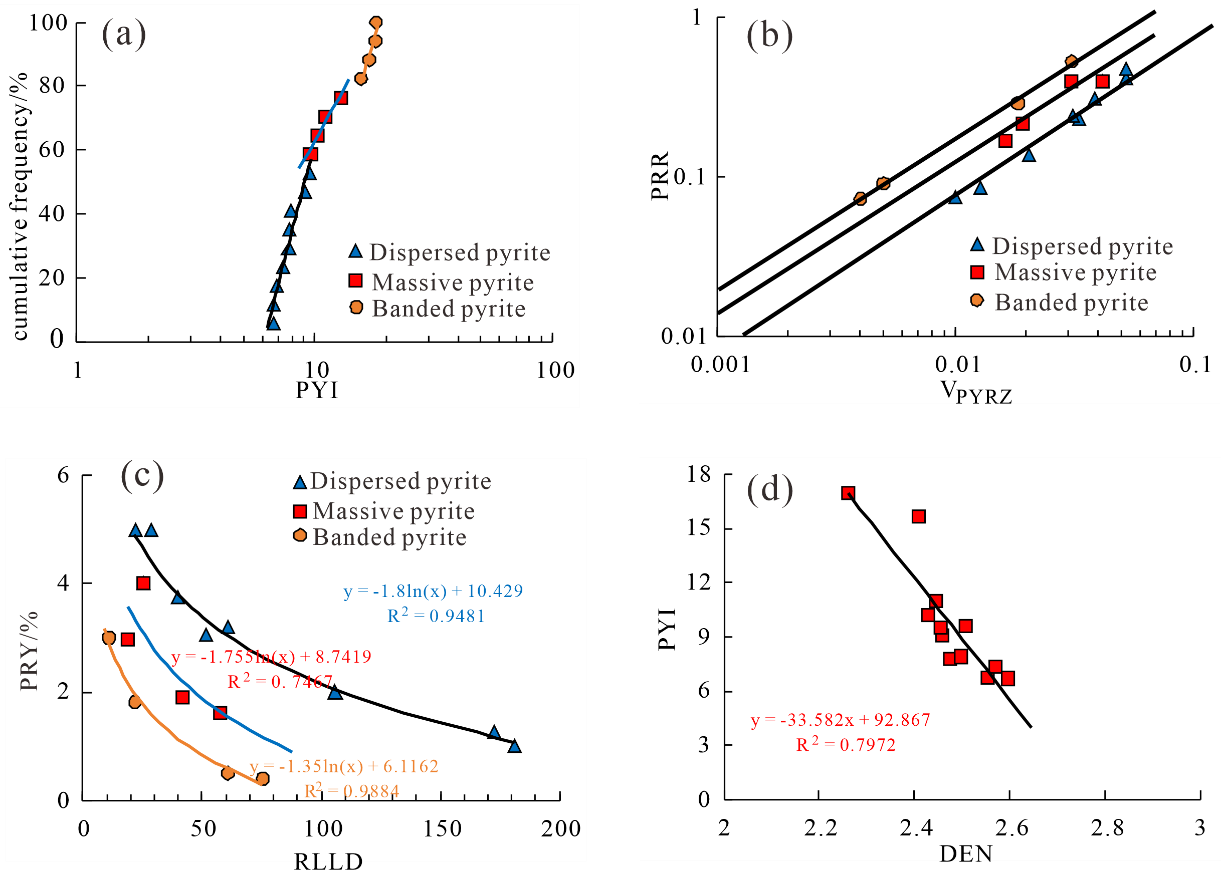 (a)
100
80
60
40
20
0
cumulative frequency/%
Dispersed pyrite
Massive pyrite
Banded pyrite
1
10
100
PYI
(b)
1
0.1
0.01
PRR
Dispersed pyrite
Massive pyrite
Banded pyrite
0.001
0.01
0.1
VPYRZ
(c)
6
4
2
0
PRY/%
Dispersed pyrite
Massive pyrite
Banded pyrite
y = -1.8ln(x) + 10.429
R2 = 0.9481
y = -1.755ln(x) + 8.7419
R2 = 0.7467
y = -1.35ln(x) + 6.1162
R2 = 0.9884
0
50
100
150
200
RLLD
(d)
18
15
12
9
6
3
0
PYI
y = -33.582x + 92.867
R2 = 0.7972
2
2.2
2.4
2.6
2.8
3
DEN